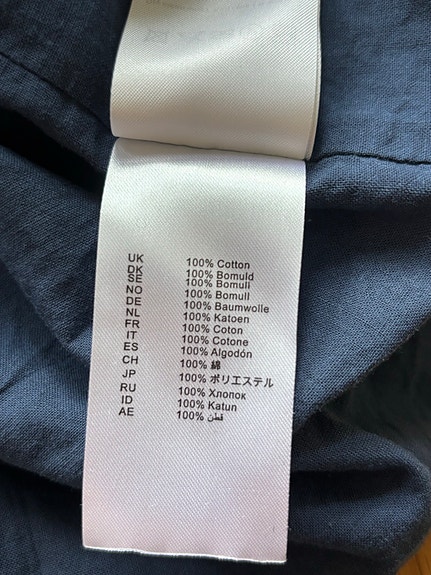 UK 100% Cotton
DK 100% Bomuld
SE 100% Bomull
NO 100% Bomull
DE 100% Baumwolle
NL 100% Katoen
FR 100% Coton
IT 100% Cotone
ES 100% Algodón
CH 100% 綿
JP 100% ポリエステル
RU 100% Хлопок
ID 100% Katun
AE 100% قطن